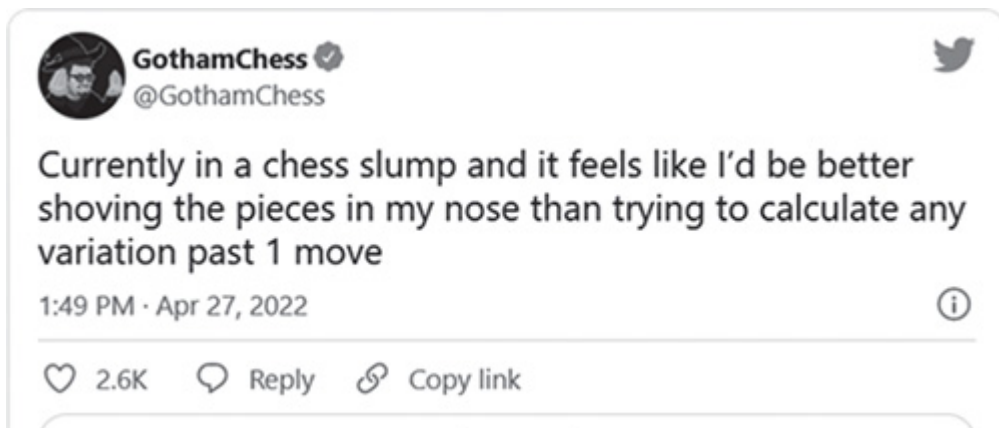 GothamChess
@GothamChess
Currently in a chess slump and it feels like I'd be better
shoving the pieces in my nose than trying to calculate any
variation past 1 move
1:49 PM · Apr 27, 2022
2.6K Reply Copy link